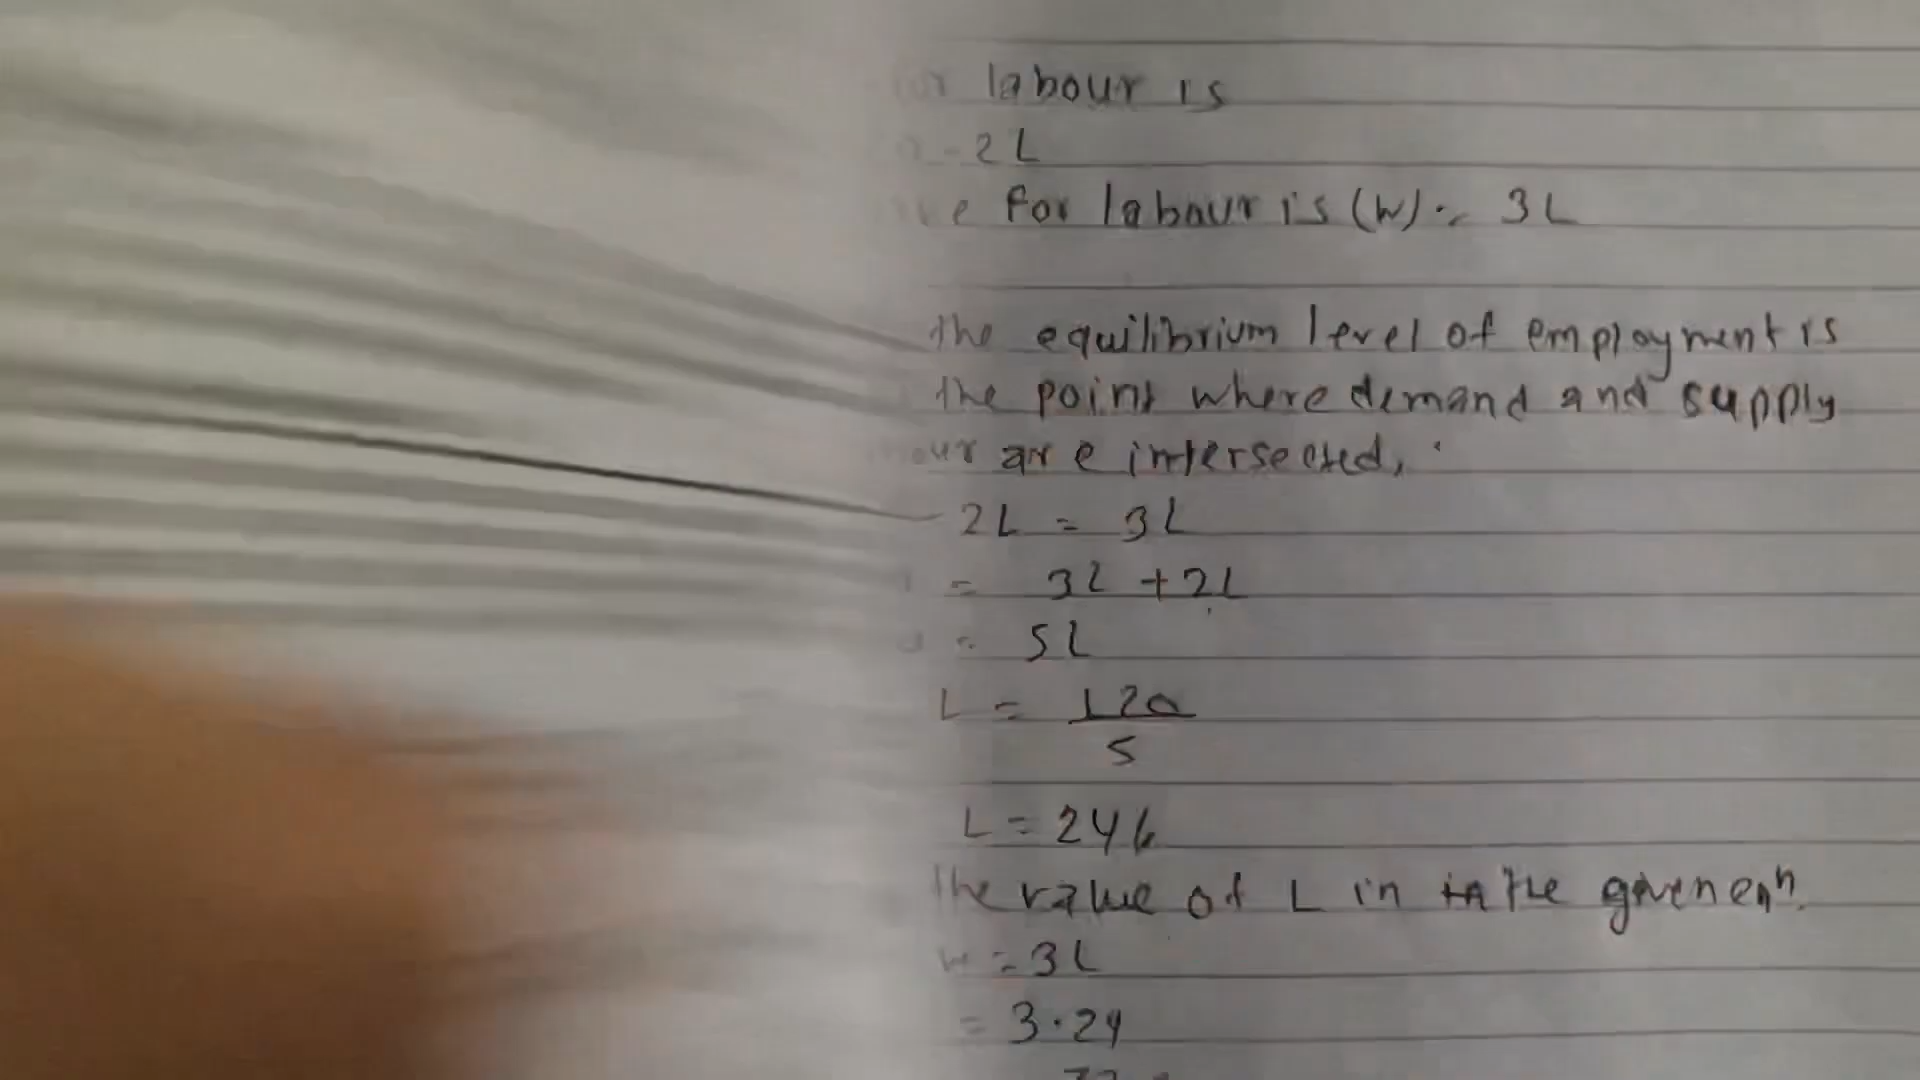 labour is
- 2L
for labour is (W) = 3L
the equilibrium level of employment is
the point where demand and supply
are intersected,
2L = 3L
= 3L + 2L
= 5L
L = 120
5
L = 24
the value of L in the given eqn.
w = 3L
= 3.24